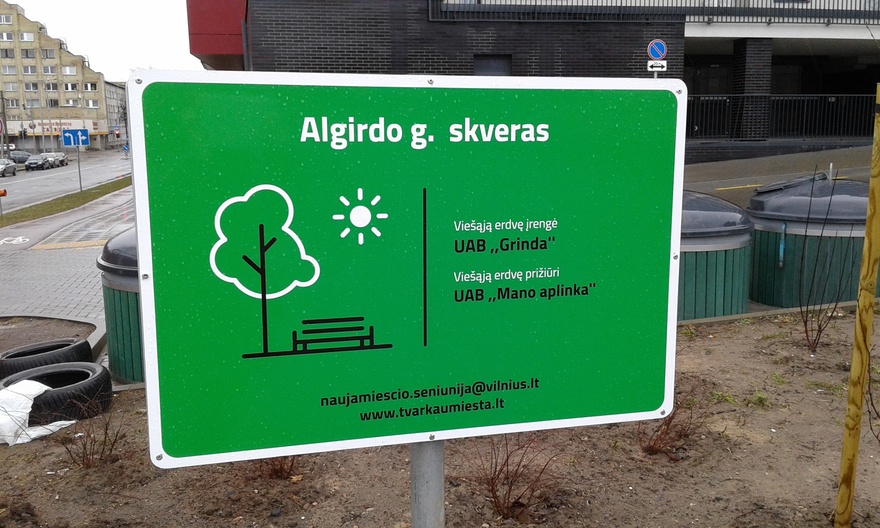 Algirdo g. skveras
Viešąją erdvę įrengė
UAB ,,Grinda"
Viešąją erdvę prižiūri
UAB ,,Mano aplinka"
naujamiescio.seniunija@vilnius.lt
www.tvarkaumiesta.lt